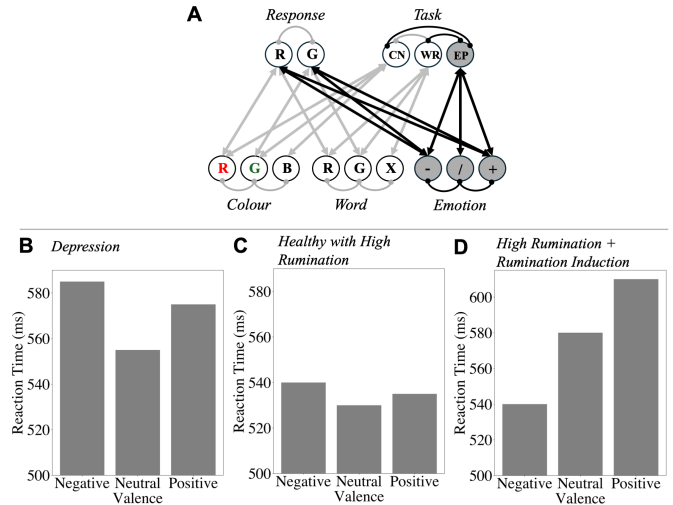 A
Response
Task
R G CN WR EP
R G B R G X - / +
Colour
Word
Emotion
B Depression
C Healthy with High
Rumination
D High Rumination +
Rumination Induction
Reaction Time (ms)
580
560
540
520
500
Negative Neutral Positive
Valence
Reaction Time (ms)
580
560
540
520
500
Negative Neutral Positive
Valence
Reaction Time (ms)
600
580
560
540
520
500
Negative Neutral Positive
Valence